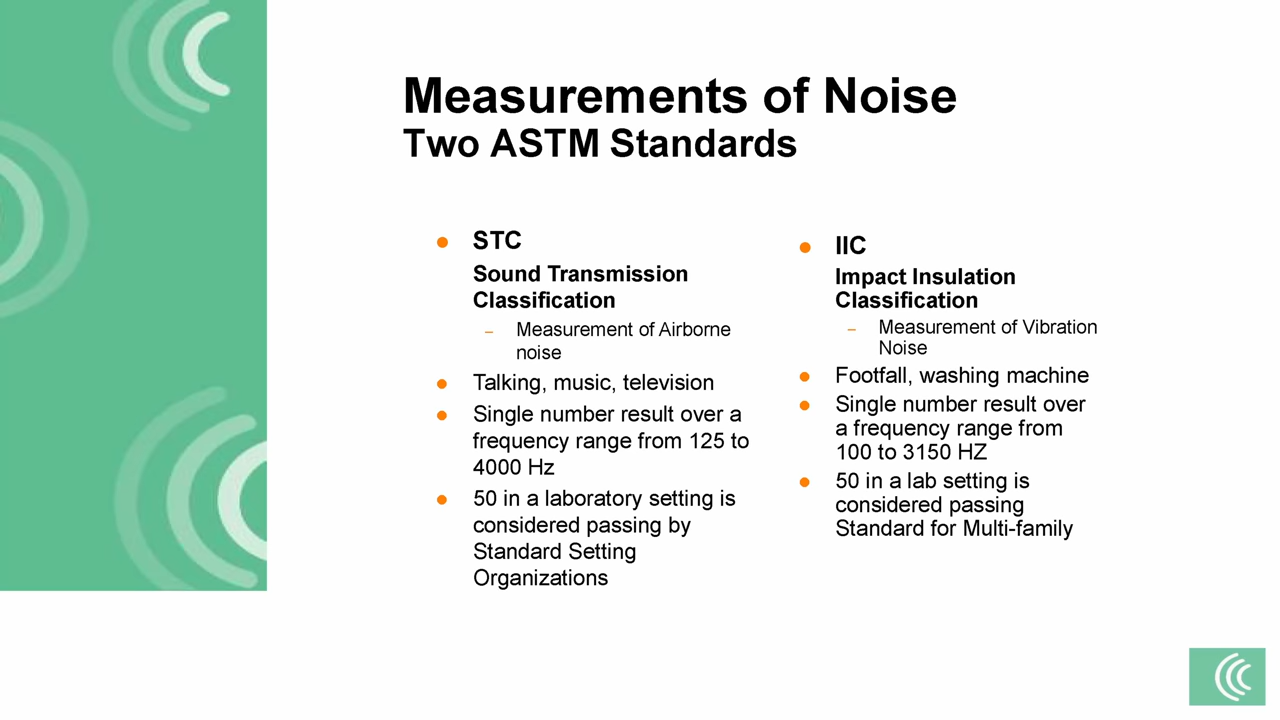 Measurements of Noise
Two ASTM Standards
● STC
Sound Transmission
Classification
– Measurement of Airborne
noise
● Talking, music, television
● Single number result over a
frequency range from 125 to
4000 Hz
● 50 in a laboratory setting is
considered passing by
Standard Setting
Organizations
● IIC
Impact Insulation
Classification
– Measurement of Vibration
Noise
● Footfall, washing machine
● Single number result over
a frequency range from
100 to 3150 HZ
● 50 in a lab setting is
considered passing
Standard for Multi-family